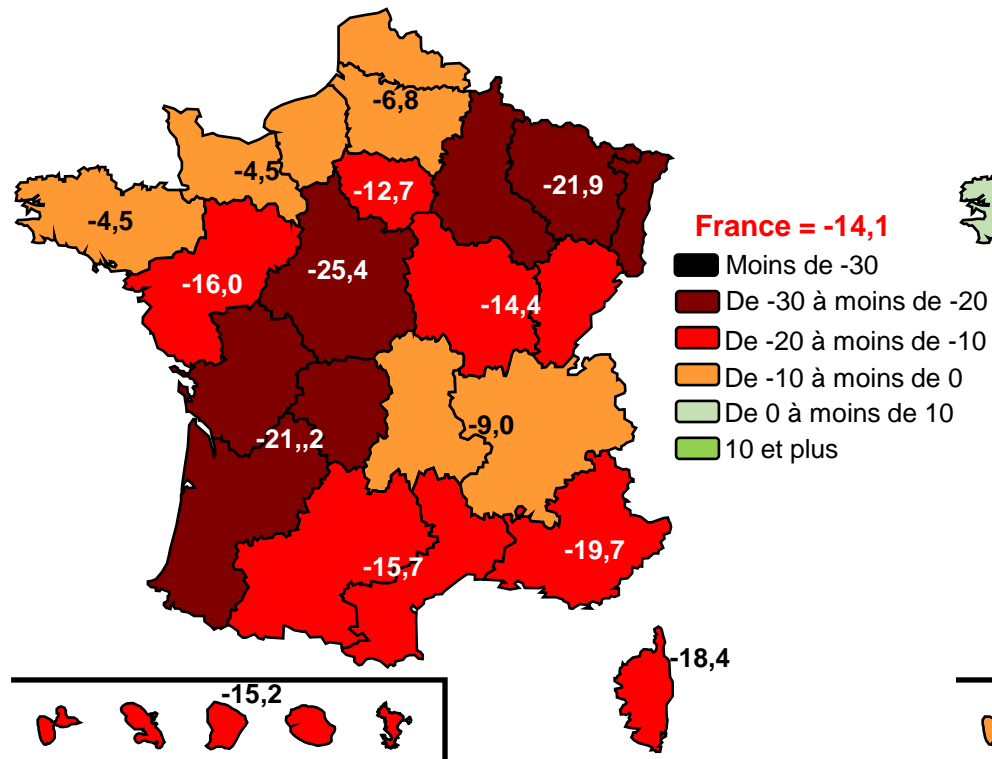 -6,8
-4,5
-12,7
-21,9
-4,5
France = -14,1
Moins de -30
-25,4
-16,0
De -30 à moins de -20
-14,4
De -20 à moins de -10
De -10 à moins de 0
De 0 à moins de 10
-9,0
-21,,2
10 et plus
-19,7
-15,7
-18,4
-15,2